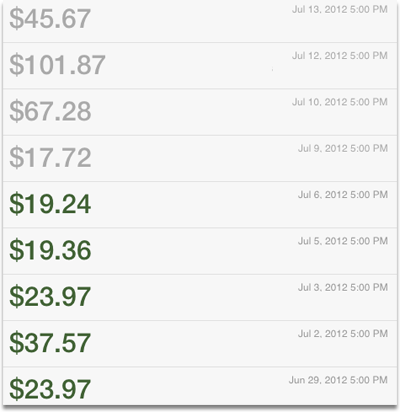 $45.67 Jul 13, 2012 5:00 PM
$101.87 Jul 12, 2012 5:00 PM
$67.28 Jul 10, 2012 5:00 PM
$17.72 Jul 9, 2012 5:00 PM
$19.24 Jul 6, 2012 5:00 PM
$19.36 Jul 5, 2012 5:00 PM
$23.97 Jul 3, 2012 5:00 PM
$37.57 Jul 2, 2012 5:00 PM
$23.97 Jun 29, 2012 5:00 PM